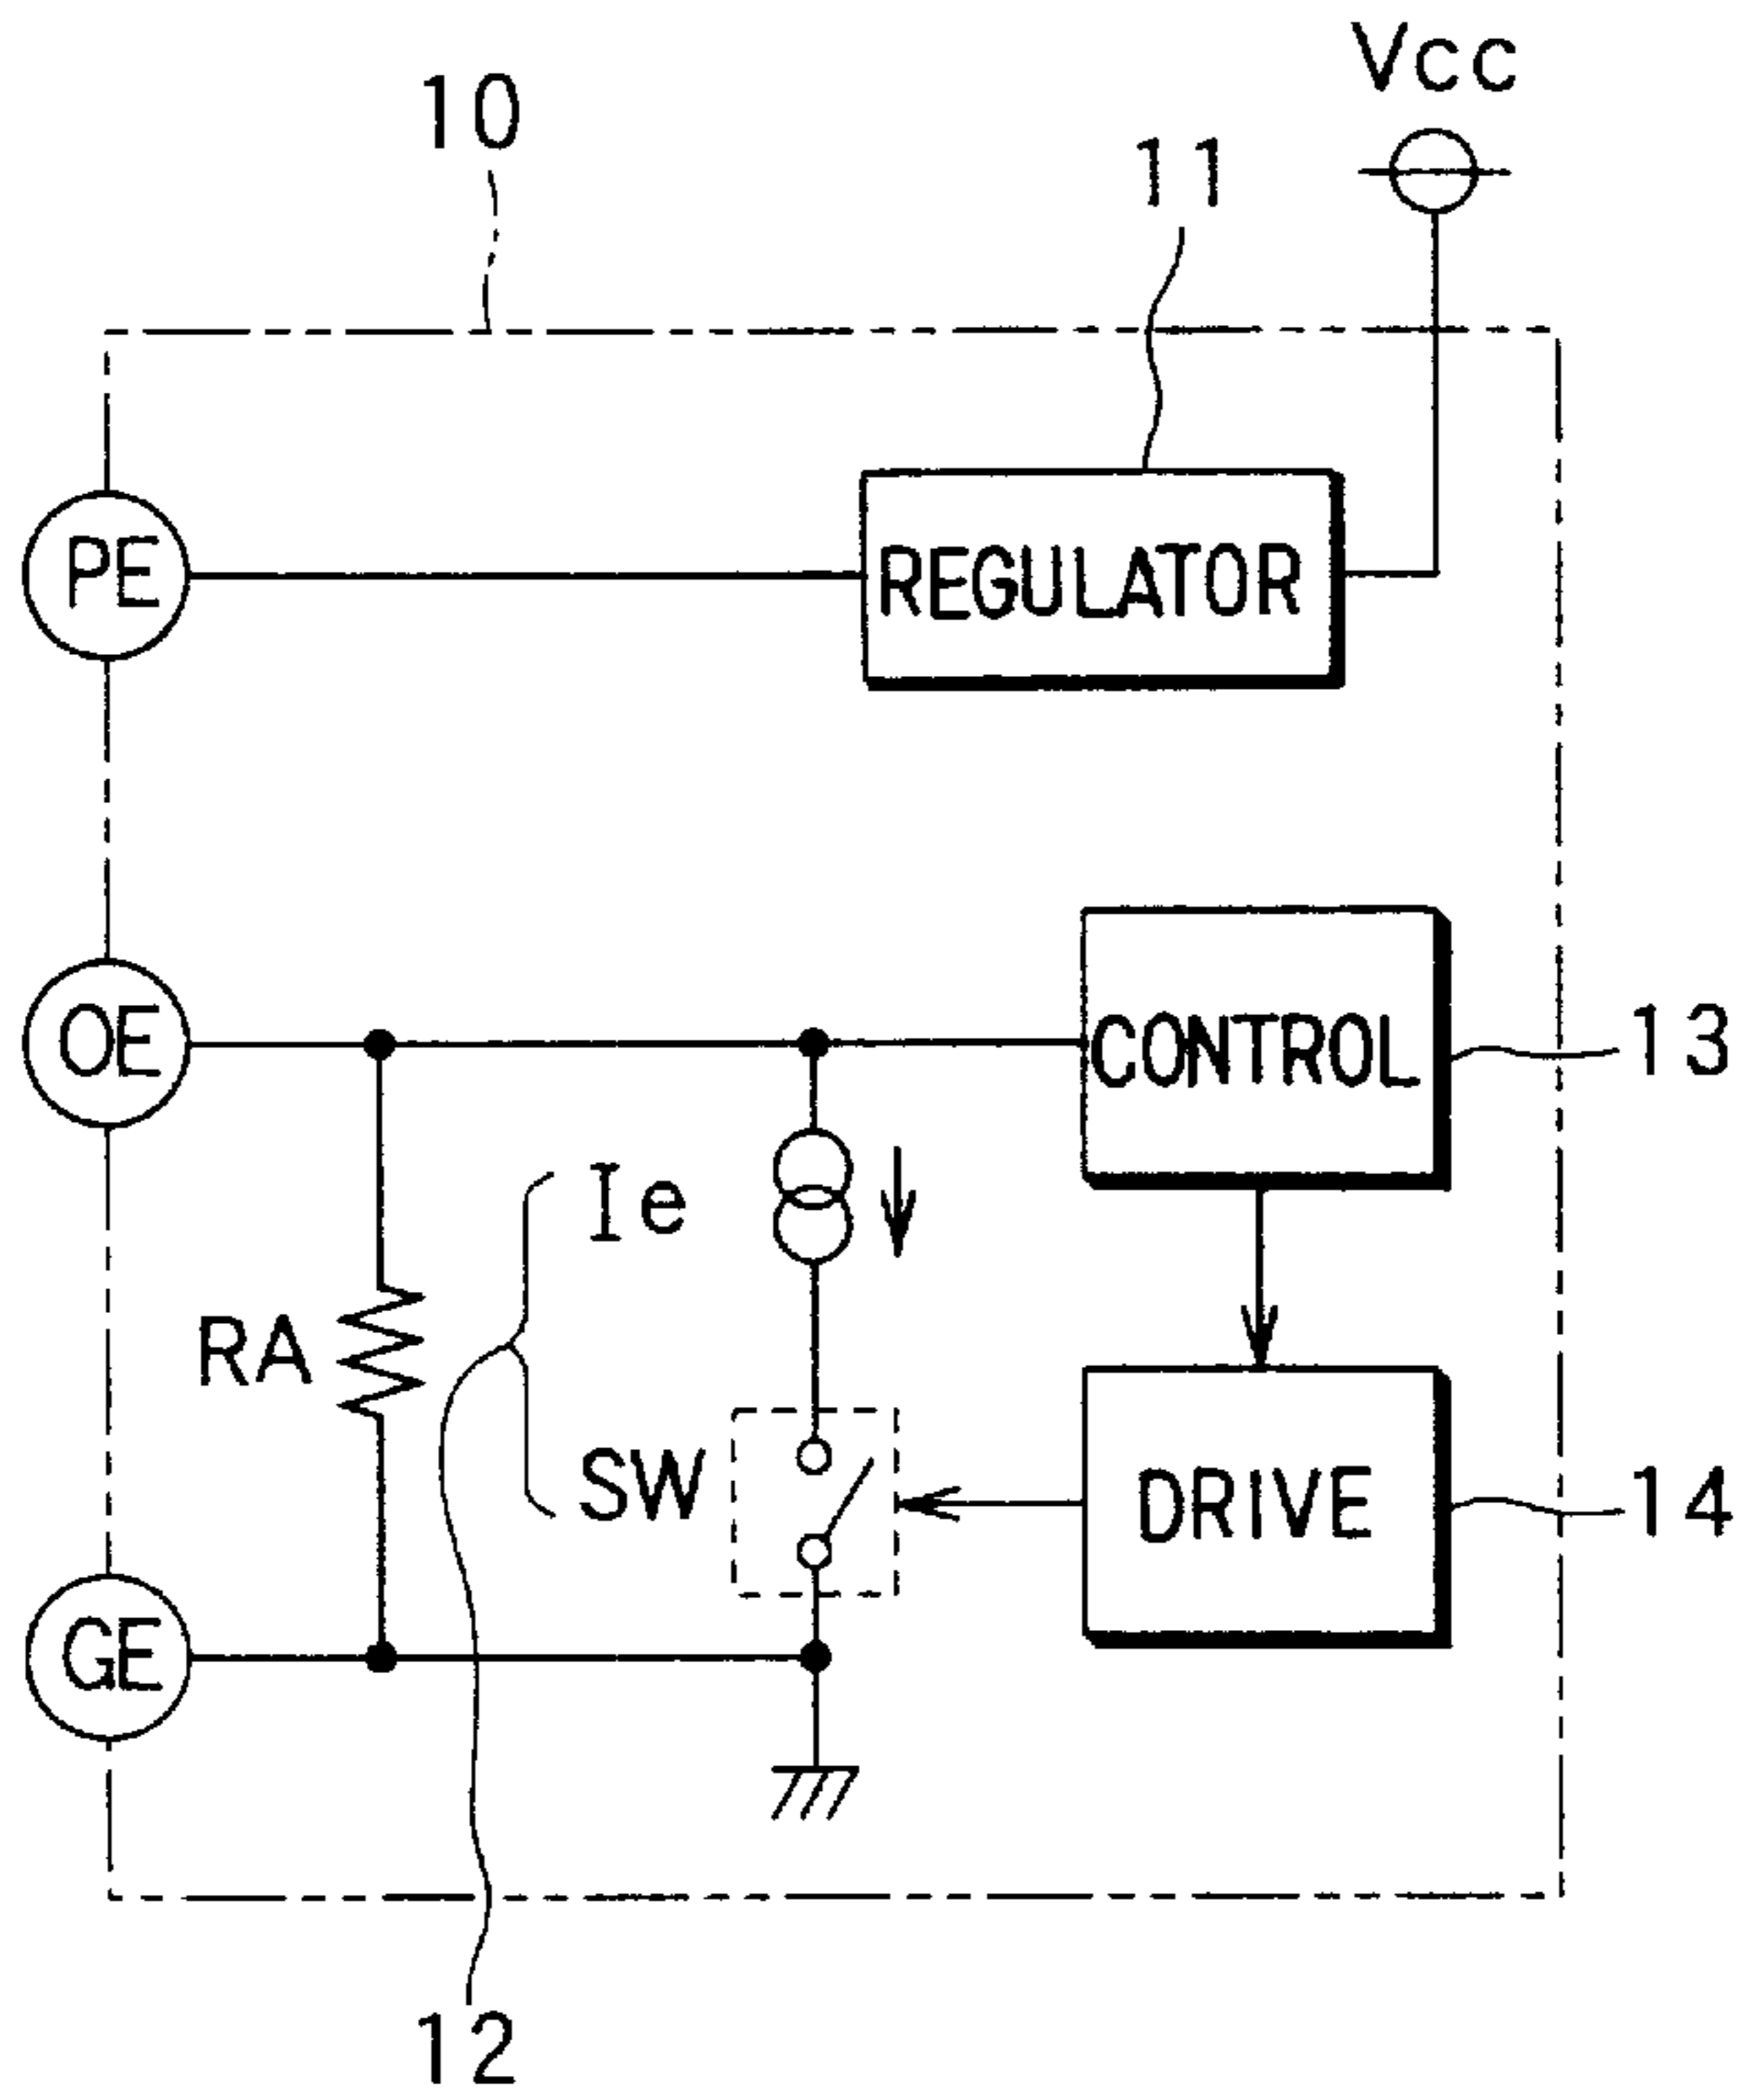 Vcc
10
11
PE
REGULATOR
OE
CONTROL
13
Ie
RA
SW
DRIVE
14
GE
12